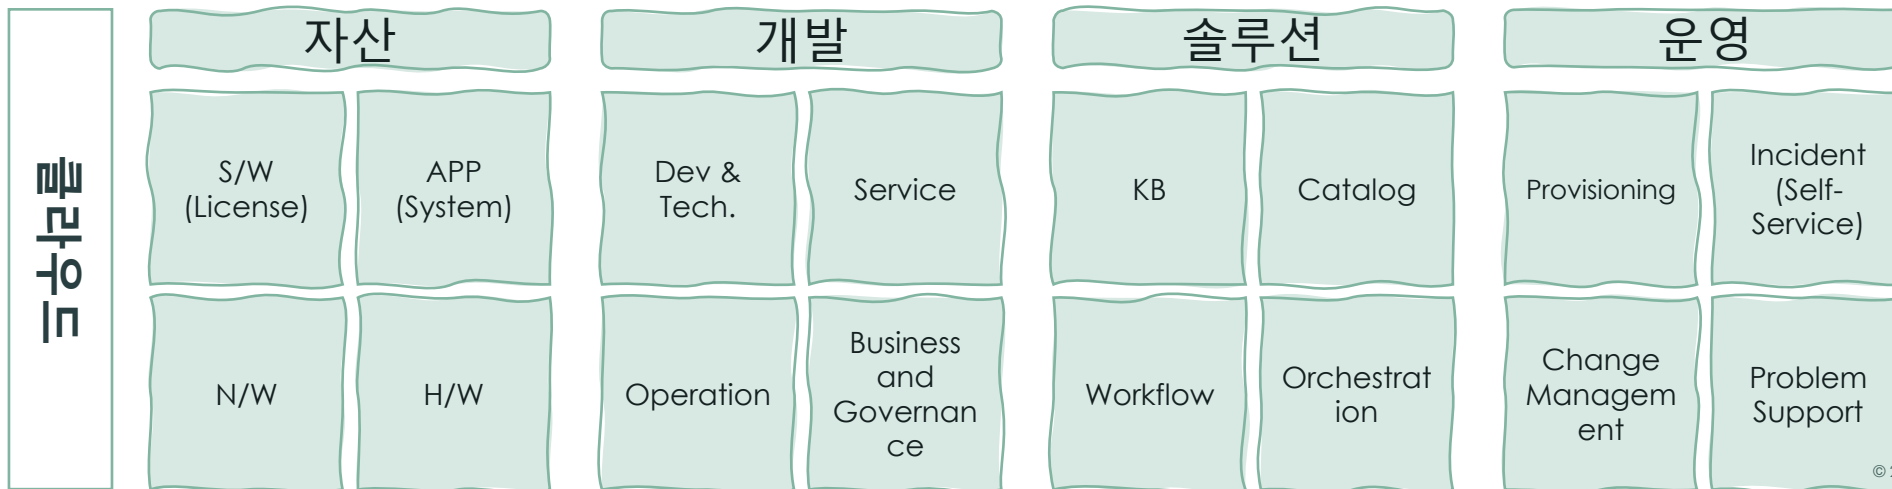 클라우드
자산
S/W
(License)
APP
(System)
N/W
H/W
개발
Dev &
Tech.
Service
Operation
Business
and
Governan
ce
솔루션
KB
Catalog
Workflow
Orchestrat
ion
운영
Provisioning
Incident
(Self-
Service)
Change
Managem
ent
Problem
Support
©